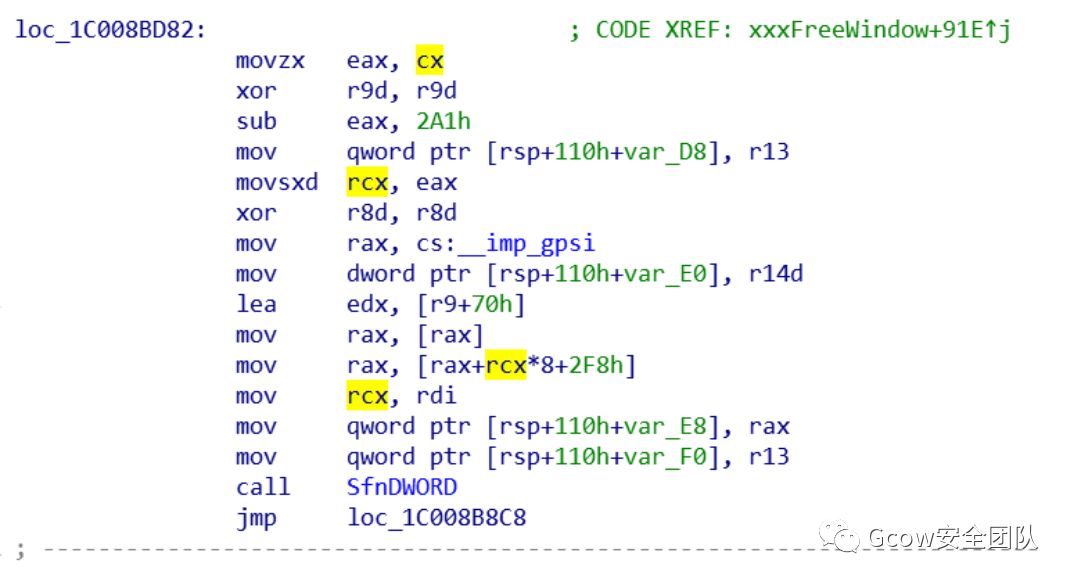 loc_1C008BD82: ; CODE XREF: xxxFreeWindow+91E↑j
movzx eax, cx
xor r9d, r9d
sub eax, 2A1h
mov qword ptr [rsp+110h+var_D8], r13
movsxd rcx, eax
xor r8d, r8d
mov rax, cs:__imp_gpsi
mov dword ptr [rsp+110h+var_E0], r14d
lea edx, [r9+70h]
mov rax, [rax]
mov rax, [rax+rcx*8+2F8h]
mov rcx, rdi
mov qword ptr [rsp+110h+var_E8], rax
mov qword ptr [rsp+110h+var_F0], r13
call SfnDWORD
jmp loc_1C008B8C8
; ---------------------------------------------------------------------------
Gcow安全团队